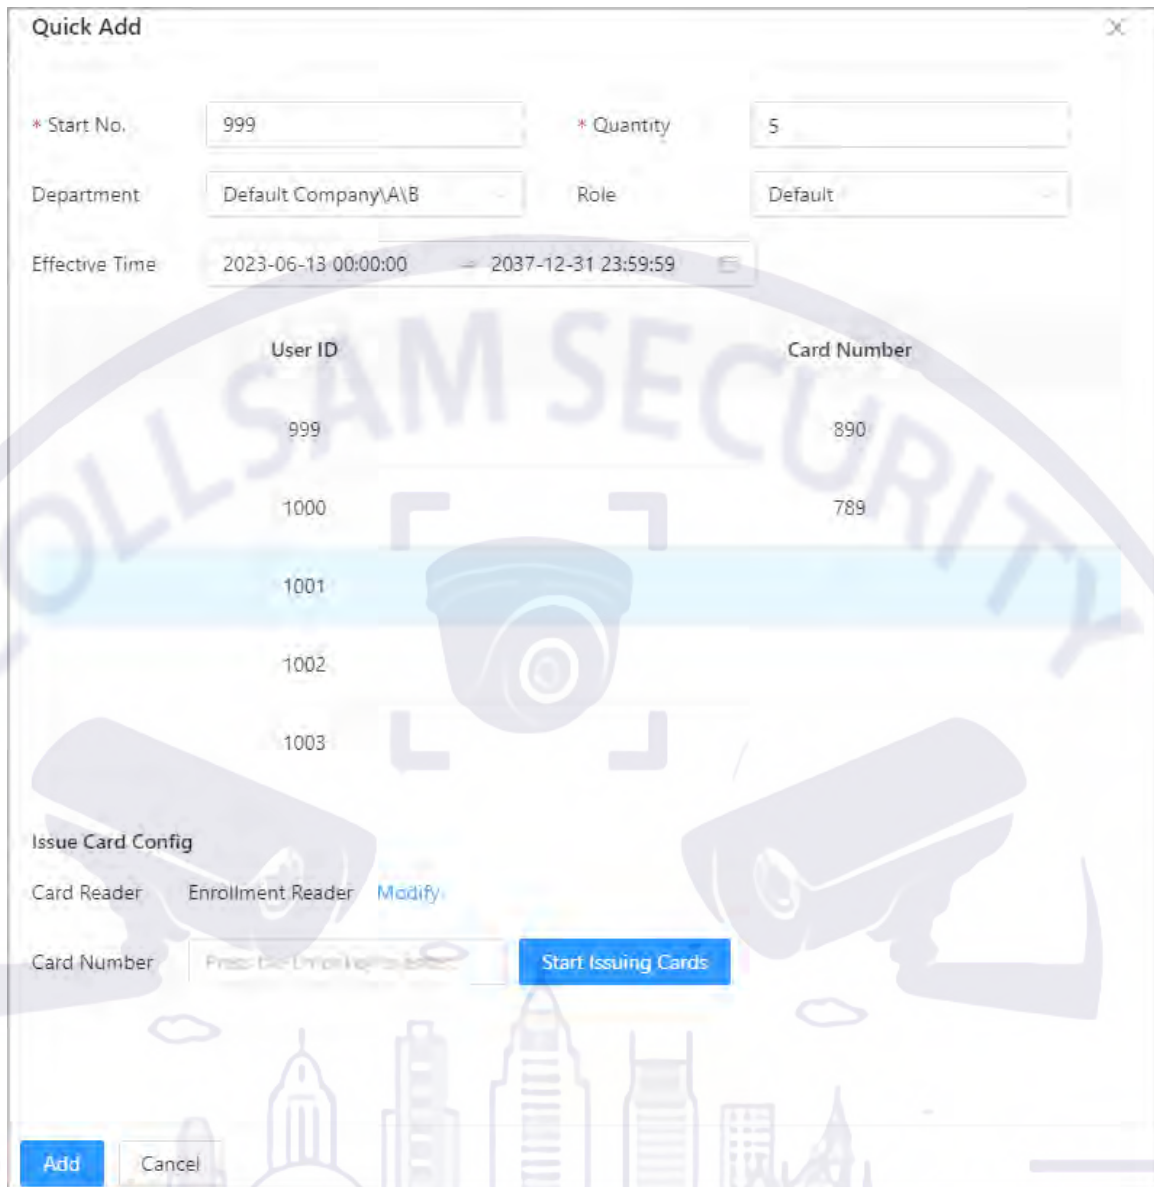 Quick Add
* Start No. 999 * Quantity 5
Department Default Company\A\B Role Default
Effective Time 2023-06-13 00:00:00 – 2037-12-31 23:59:59
User ID Card Number
999 890
1000 789
1001
1002
1003
Issue Card Config
Card Reader Enrollment Reader Modify
Card Number Start Issuing Cards
Add Cancel
OLLSAM SECURITY